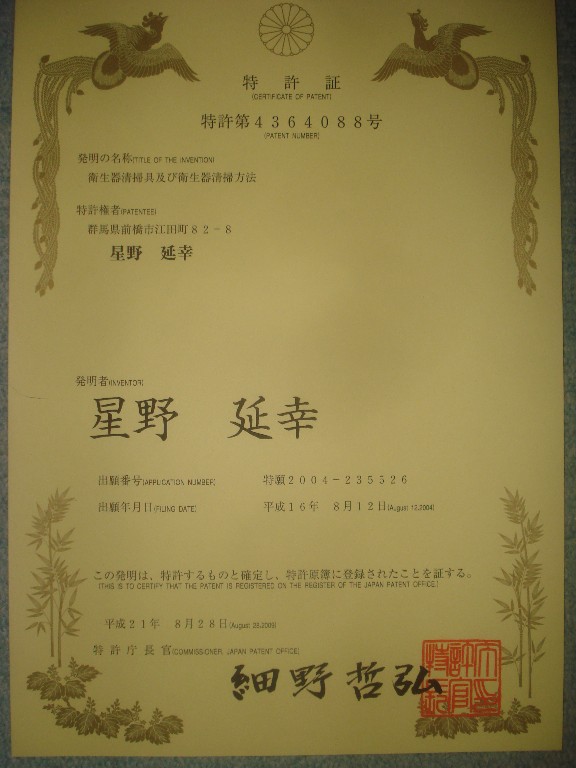 特許証
(CERTIFICATE OF PATENT)
特許第4364088号
(PATENT NUMBER)
発明の名称(TITLE OF THE INVENTION)
衛生器清掃具及び衛生器清掃方法
特許権者(PATENTEE)
群馬県前橋市江田町82-8
星野 延幸
発明者(INVENTOR)
星野 延幸
出願番号(APPLICATION NUMBER) 特願2004-235526
出願年月日(FILING DATE) 平成16年 8月12日(August 12,2004)
この発明は、特許するものと確定し、特許原簿に登録されたことを証する。
(THIS IS TO CERTIFY THAT THE PATENT IS REGISTERED ON THE REGISTER OF THE JAPAN PATENT OFFICE.)
平成21年 8月28日(August 28,2009)
特許庁長官(COMMISSIONER, JAPAN PATENT OFFICE)
細野哲弘